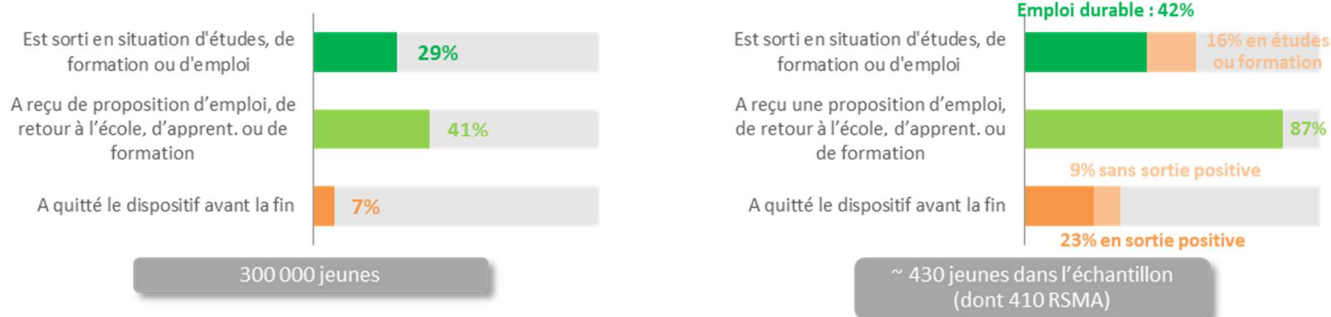 Est sorti en situation d'études, de
formation ou d'emploi
29%
A reçu de proposition d'emploi, de
retour à l'école, d'apprent. ou de
formation
41%
A quitté le dispositif avant la fin
7%
300 000 jeunes
Emploi durable : 42%
Est sorti en situation d'études, de
formation ou d'emploi
16% en études
ou formation
A reçu une proposition d'emploi,
de retour à l'école, d'apprent. ou
de formation
87%
9% sans sortie positive
A quitté le dispositif avant la fin
23% en sortie positive
~ 430 jeunes dans l'échantillon
(dont 410 RSMA)